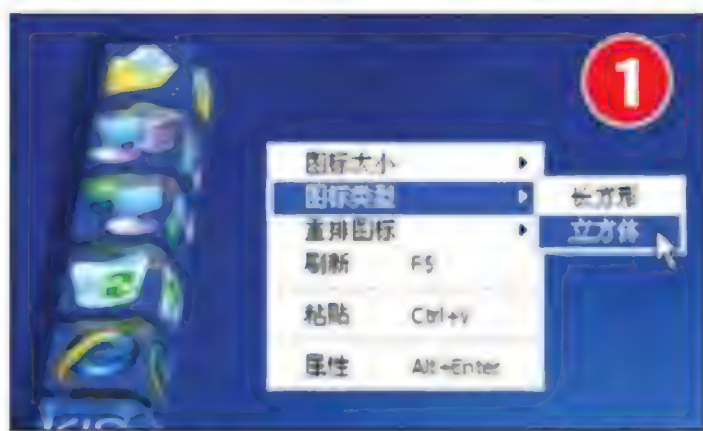 1
图标大小
图标类型
长方形
重排图标
立方体
刷新 F5
粘贴 Ctrl+v
属性 Alt+Enter